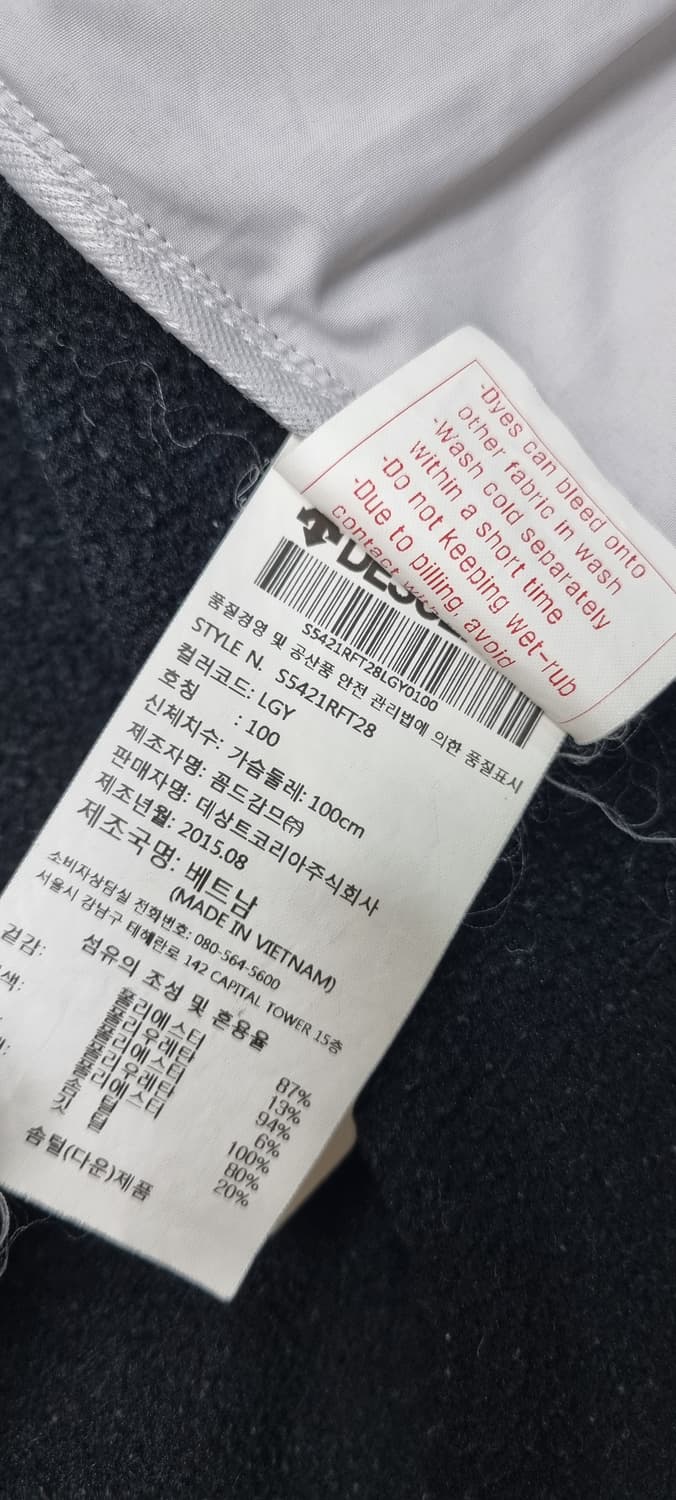 -Dyes can bleed onto
other fabric in wash
-Wash cold separately
within a short time
-Do not keeping wet-rub
-Due to pilling, avoid
contact
S5421RFT28LGY0100
품질경영 및 공산품 안전 관리법에 의한 품질표시
STYLE N. S5421RFT28
컬러코드: LGY
호칭 : 100
신체치수: 가슴둘레: 100cm
제조자명: 꼼드감므㈜
판매자명: 데상트코리아주식회사
제조년월: 2015.08
제조국명: 베트남
(MADE IN VIETNAM)
소비자상담실 전화번호: 080-564-5600
서울시 강남구 테헤란로 142 CAPITAL TOWER 15층
섬유의 조성 및 혼용율
겉감: 폴리에스터 87%
폴리우레탄 13%
폴리에스터 94%
폴리우레탄 6%
폴리에스터 100%
솜털 80%
깃털 20%
솜털(다운)제품